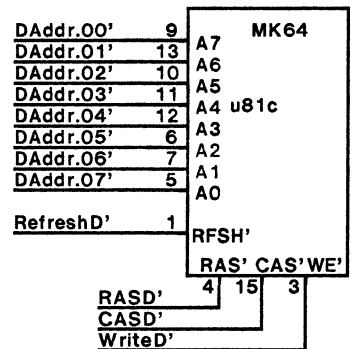 DAddr.00' 9 A7 MK64
DAddr.01' 13 A6
DAddr.02' 10 A5
DAddr.03' 11 A4 u81c
DAddr.04' 12 A3
DAddr.05' 6 A2
DAddr.06' 7 A1
DAddr.07' 5 A0
RefreshD' 1 RFSH'
RAS' CAS' WE'
4 15 3
RASD'
CASD'
WriteD'